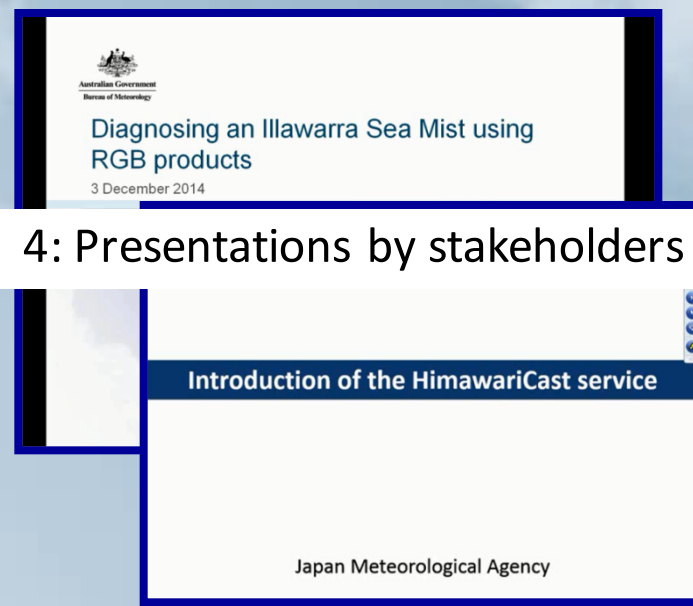 Australian Government
Bureau of Meteorology
Diagnosing an Illawarra Sea Mist using
RGB products
3 December 2014
4: Presentations by stakeholders
Introduction of the HimawariCast service
Japan Meteorological Agency